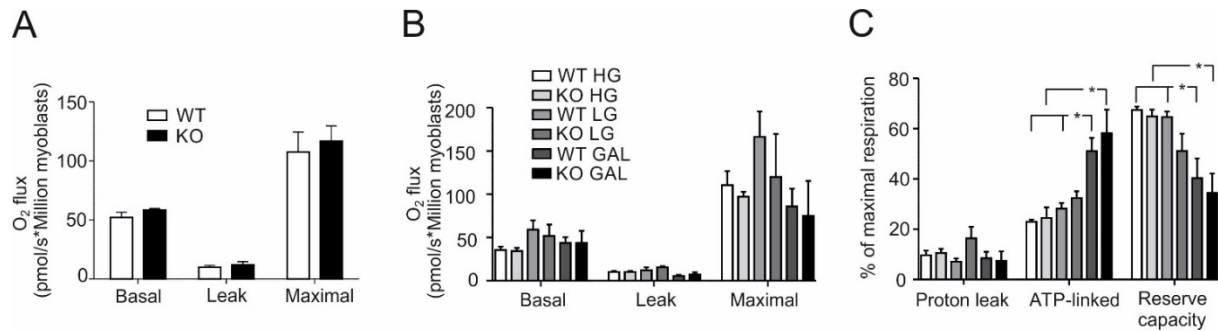 A
O₂ flux
(pmol/s*Million myoblasts)
150
100
50
0
WT
KO
Basal
Leak
Maximal
B
O₂ flux
(pmol/s*Million myoblasts)
200
150
100
50
0
WT HG
KO HG
WT LG
KO LG
WT GAL
KO GAL
Basal
Leak
Maximal
C
% of maximal respiration
80
60
40
20
0
*
*
*
*
Proton leak
ATP-linked
Reserve
capacity